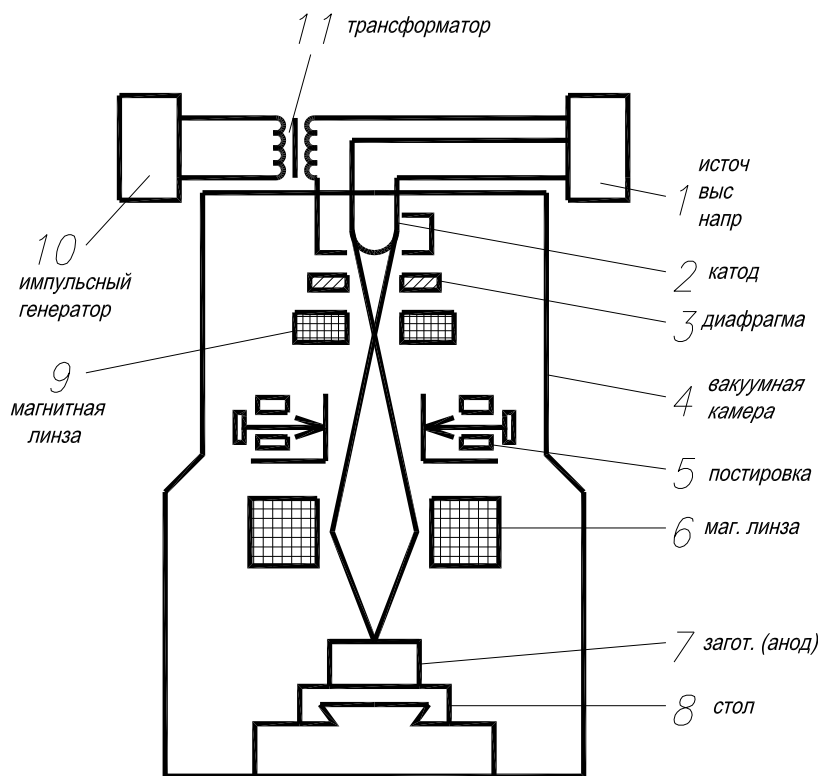 11 трансформатор
1 источ
выс
напр
10
импульсный
генератор
2 катод
3 диафрагма
9
магнитная
линза
4 вакуумная
камера
5 постировка
6 маг. линза
7 загот. (анод)
8 стол